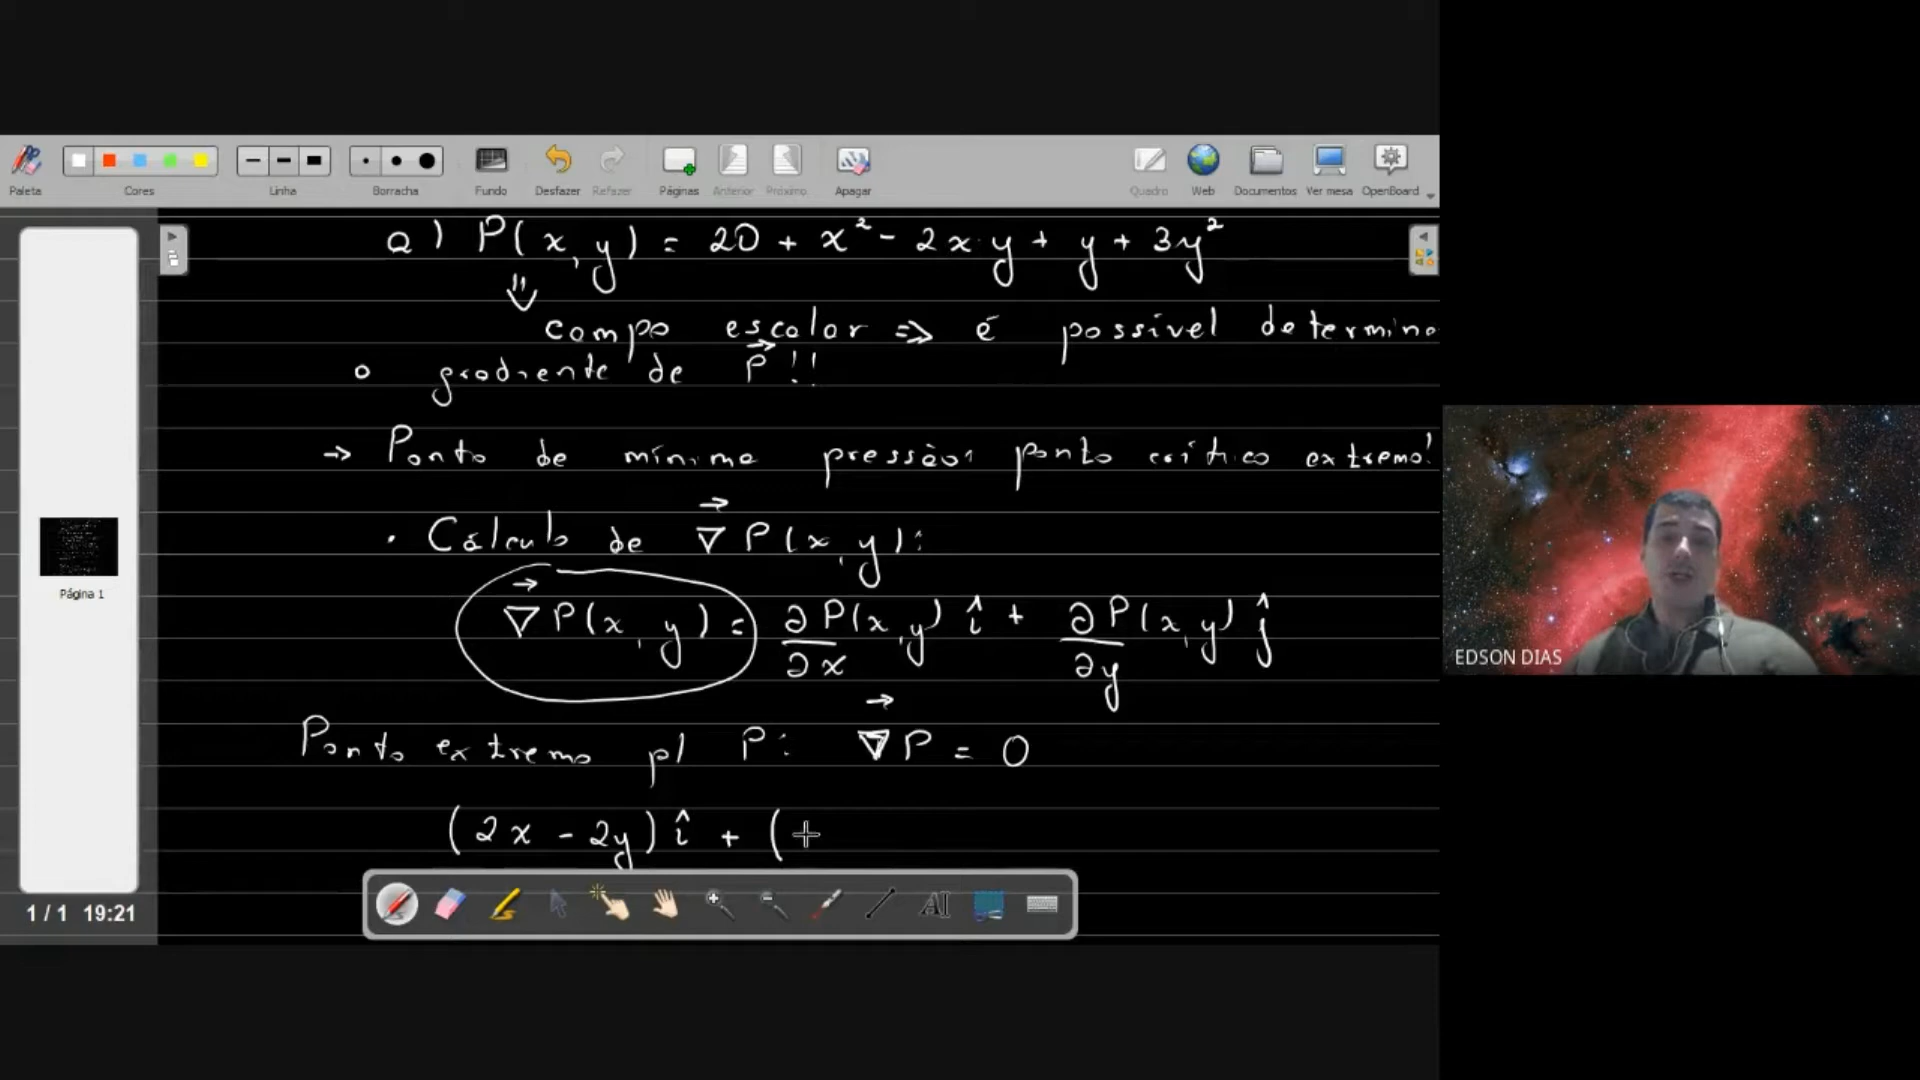 Paleta Cores Linha Borracha Fundo Desfazer Refazer Páginas Anterior Próximo Apagar Quadro Web Documentos Ver mesa OpenBoard
a) P(x,y) = 20 + x² - 2xy + y + 3y²
⇓
campo escalar => é possível determina
o gradiente de P⃗!!
→ Ponto de mínima pressão: ponto crítico extremo!
• Cálculo de ∇⃗P(x,y):
∇⃗P(x,y) = ∂P(x,y)/∂x î + ∂P(x,y)/∂y ĵ
Ponto extremo p/ P: ∇⃗P = 0
(2x - 2y) î + (
Página 1
1 / 1 19:21
AI
EDSON DIAS